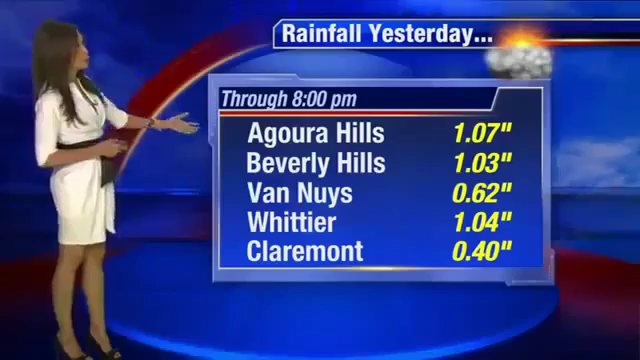 Rainfall Yesterday...
Through 8:00 pm
Agoura Hills 1.07"
Beverly Hills 1.03"
Van Nuys 0.62"
Whittier 1.04"
Claremont 0.40"